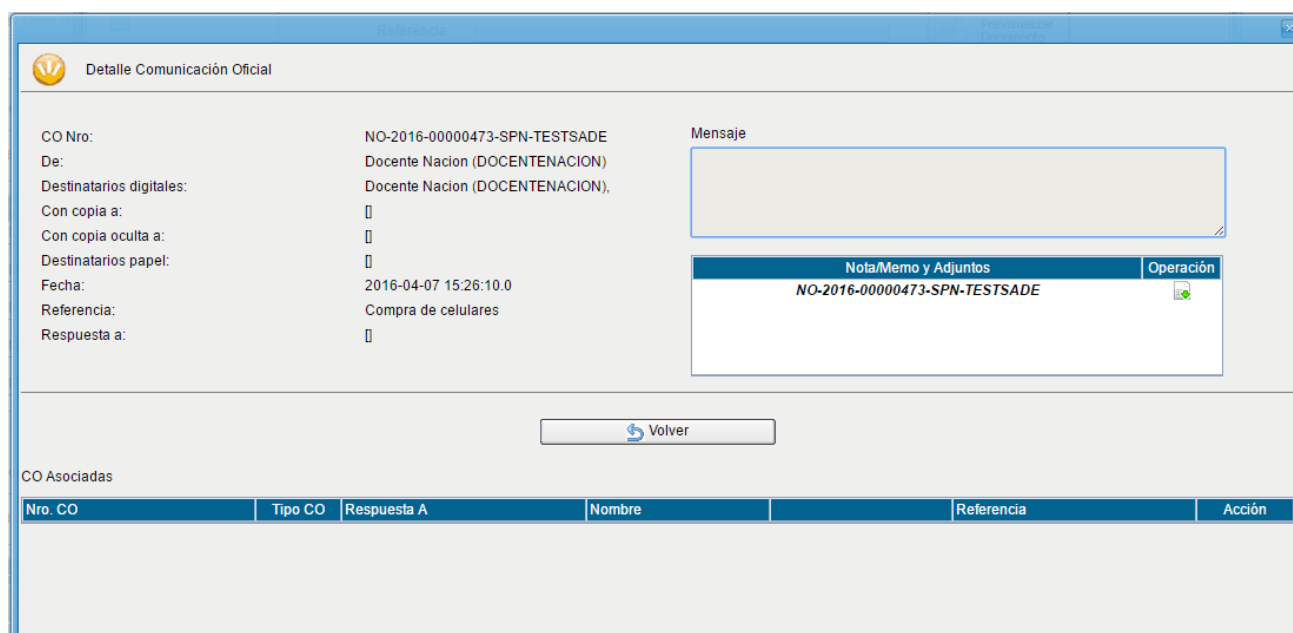 Referencia
Previsualizar
Documento
Detalle Comunicación Oficial
CO Nro: NO-2016-00000473-SPN-TESTSADE
De: Docente Nacion (DOCENTENACION)
Destinatarios digitales: Docente Nacion (DOCENTENACION),
Con copia a: []
Con copia oculta a: []
Destinatarios papel: []
Fecha: 2016-04-07 15:26:10.0
Referencia: Compra de celulares
Respuesta a: []
Mensaje
Nota/Memo y Adjuntos Operación
NO-2016-00000473-SPN-TESTSADE
Volver
CO Asociadas
Nro. CO Tipo CO Respuesta A Nombre Referencia Acción